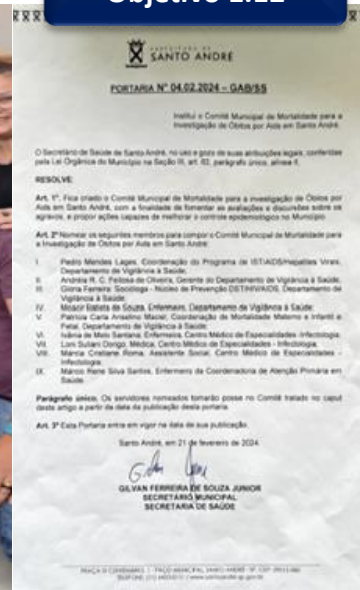 Objetivo 1.11
PREFEITURA DE
SANTO ANDRÉ
PORTARIA Nº 04.02.2024 – GAB/SS
Institui o Comitê Municipal de Mortalidade para a
Investigação de Óbitos por Aids em Santo André.
O Secretário de Saúde de Santo André, no uso e gozo de suas atribuições legais, conferidas
pela Lei Orgânica do Município na Seção III, art. 63, parágrafo único, alínea II,
RESOLVE:
Art. 1º. Fica criado o Comitê Municipal de Mortalidade para a investigação de Óbitos por
Aids em Santo André, com a finalidade de fomentar as avaliações e discussões sobre os
agravos, e propor ações capazes de melhorar o controle epidemiológico no Município.
Art. 2º Nomear os seguintes membros para compor o Comitê Municipal de Mortalidade para
a Investigação de Óbitos por Aids em Santo André:
I. Pedro Mendes Lages, Coordenação do Programa de IST/AIDS/Hepatites Virais,
Departamento de Vigilância à Saúde;
II. Andréia R. C. Feitosa de Oliveira, Gerente do Departamento de Vigilância à Saúde;
III. Gloria Ferreira, Socióloga - Núcleo de Prevenção DST/HIV/AIDS, Departamento de
Vigilância à Saúde;
IV. Moacir Batista de Souza, Enfermeiro, Departamento de Vigilância à Saúde;
V. Patrícia Carla Anselmo Maciel, Coordenação de Mortalidade Materno e Infantil e
Fetal, Departamento de Vigilância à Saúde;
VI. de Melo Santana, Enfermeira, Centro Médico de Especialidades -Infectologia;
VII. Lori Dongo, Médica, Centro Médico de Especialidades - Infectologia;
VIII. Márcia Cristiane Roma, Assistente Social, Centro Médico de Especialidades -
Infectologia;
IX. Márcio Rene Silva Santos, Enfermeiro da Coordenadoria de Atenção Primária em
Saúde.
Parágrafo único. Os servidores nomeados tomarão posse no Comitê tratado no caput
deste artigo a partir da data da publicação desta portaria.
Art. 3º Esta Portaria entra em vigor na data de sua publicação.
Santo André, em 21 de fevereiro de 2024.
GILVAN FERREIRA DE SOUZA JUNIOR
SECRETÁRIO MUNICIPAL
SECRETARIA DE SAÚDE